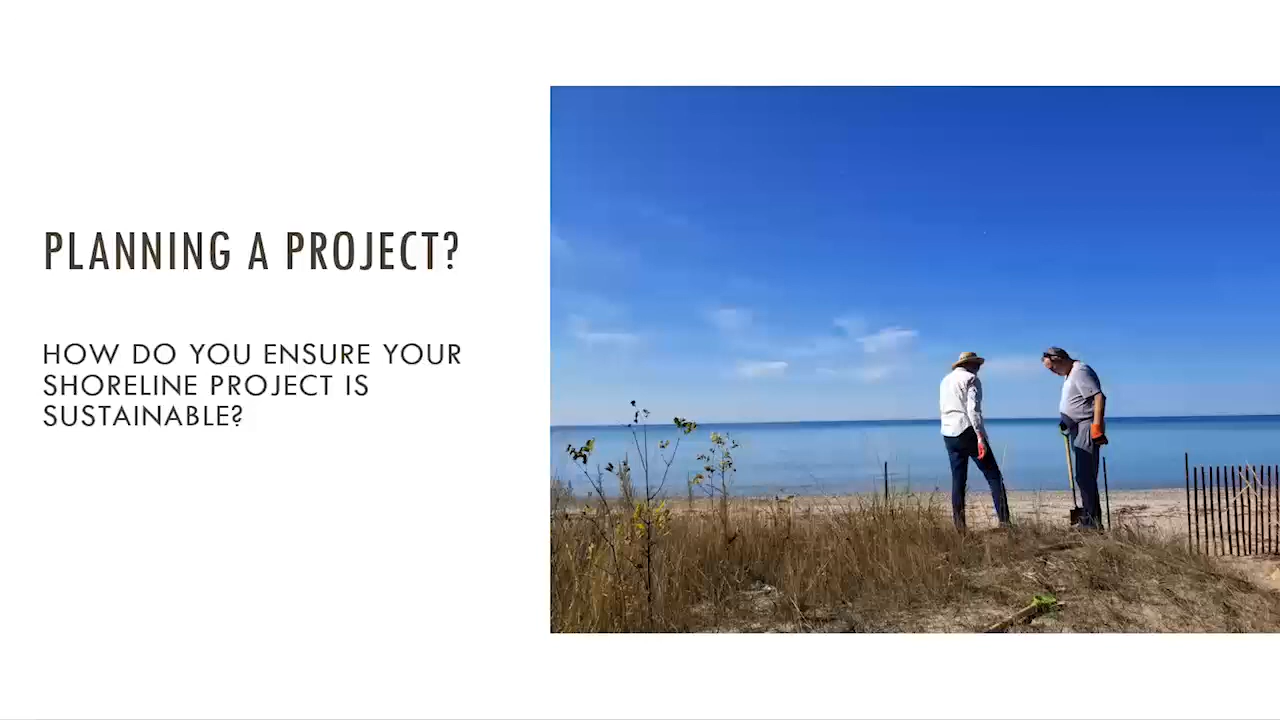 PLANNING A PROJECT?
HOW DO YOU ENSURE YOUR
SHORELINE PROJECT IS
SUSTAINABLE?